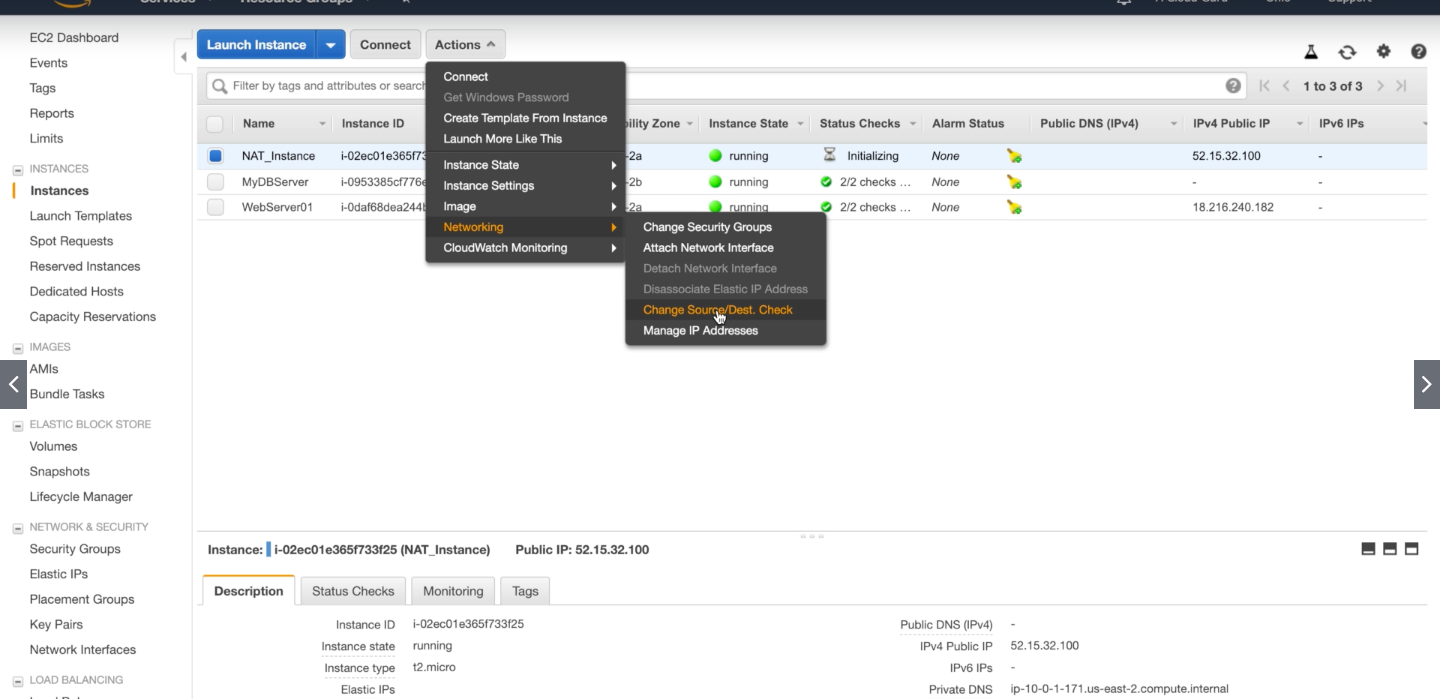 Services
Resource Groups
Support
EC2 Dashboard
Events
Tags
Reports
Limits
INSTANCES
Instances
Launch Templates
Spot Requests
Reserved Instances
Dedicated Hosts
Capacity Reservations
IMAGES
AMIs
Bundle Tasks
ELASTIC BLOCK STORE
Volumes
Snapshots
Lifecycle Manager
NETWORK & SECURITY
Security Groups
Elastic IPs
Placement Groups
Key Pairs
Network Interfaces
LOAD BALANCING
Launch Instance Connect Actions
Filter by tags and attributes or search
1 to 3 of 3
Connect
Get Windows Password
Create Template From Instance
Launch More Like This
Instance State
Instance Settings
Image
Networking
CloudWatch Monitoring
Change Security Groups
Attach Network Interface
Detach Network Interface
Disassociate Elastic IP Address
Change Source/Dest. Check
Manage IP Addresses
Name Instance ID Zone Instance State Status Checks Alarm Status Public DNS (IPv4) IPv4 Public IP IPv6 IPs
NAT_Instance i-02ec01e365f73 -2a running Initializing None 52.15.32.100 -
MyDBServer i-0953385cf776e -2b running 2/2 checks ... None - -
WebServer01 i-0daf68dea244 -2a running 2/2 checks ... None 18.216.240.182 -
Instance: i-02ec01e365f733f25 (NAT_Instance) Public IP: 52.15.32.100
Description Status Checks Monitoring Tags
Instance ID i-02ec01e365f733f25
Instance state running
Instance type t2.micro
Elastic IPs
Public DNS (IPv4) -
IPv4 Public IP 52.15.32.100
IPv6 IPs -
Private DNS ip-10-0-1-171.us-east-2.compute.internal